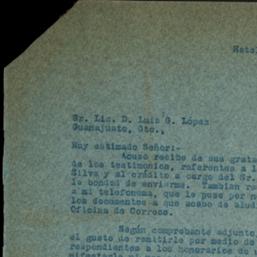 Hote
Sr. Lic. D. Luis G. López
Guanajuato, Gto.,
Muy estimado Señor:-
Acuso recibo de sus grata
de los testimonios, referentes a l
Silva y al crédito a cargo del Sr.
la bondad de enviarme. También re
a mi telefonema, que le puse por n
los documentos a que acabo de alud
Oficina de Correos.
Según comprobante adjunto,
el gusto de remitirle por medio de
respondientes a los honorarios de